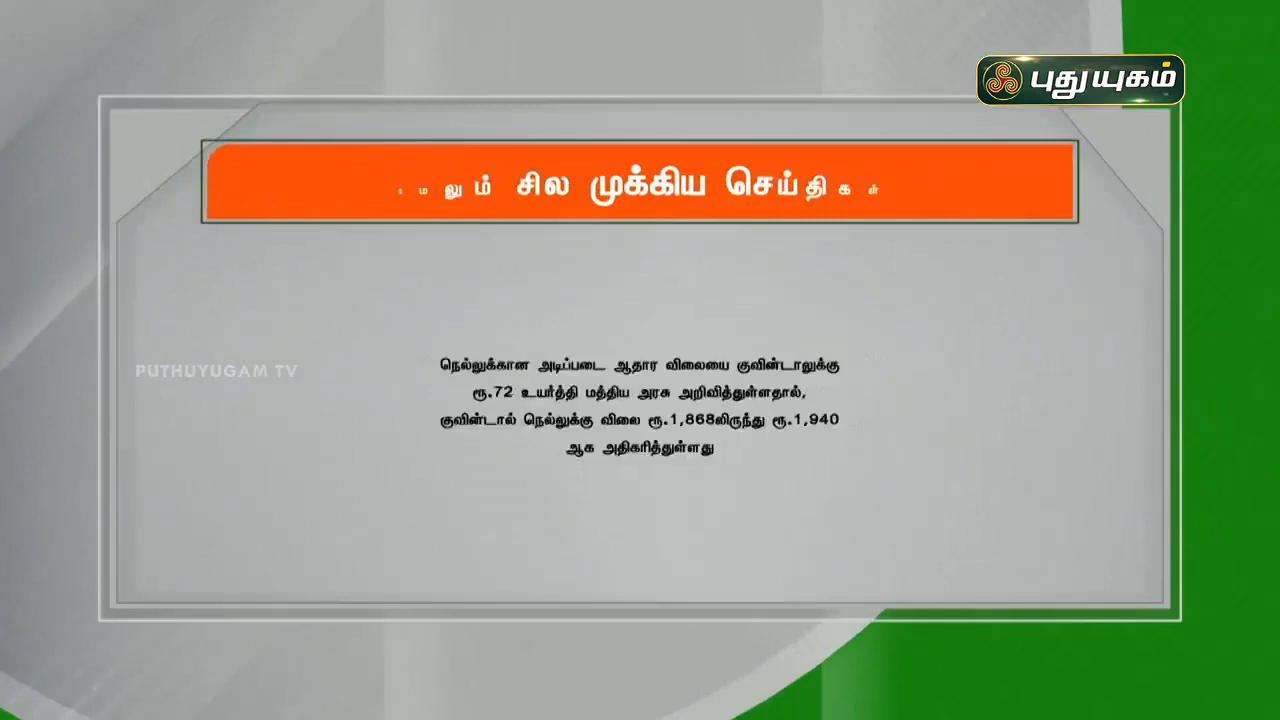 புதுயுகம்
மேலும் சில முக்கிய செய்திகள்
PUTHUYUGAM TV
நெல்லுக்கான அடிப்படை ஆதார விலையை குவின்டாலுக்கு
ரூ.72 உயர்த்தி மத்திய அரசு அறிவித்துள்ளதால்,
குவின்டால் நெல்லுக்கு விலை ரூ.1,868லிருந்து ரூ.1,940
ஆக அதிகரித்துள்ளது